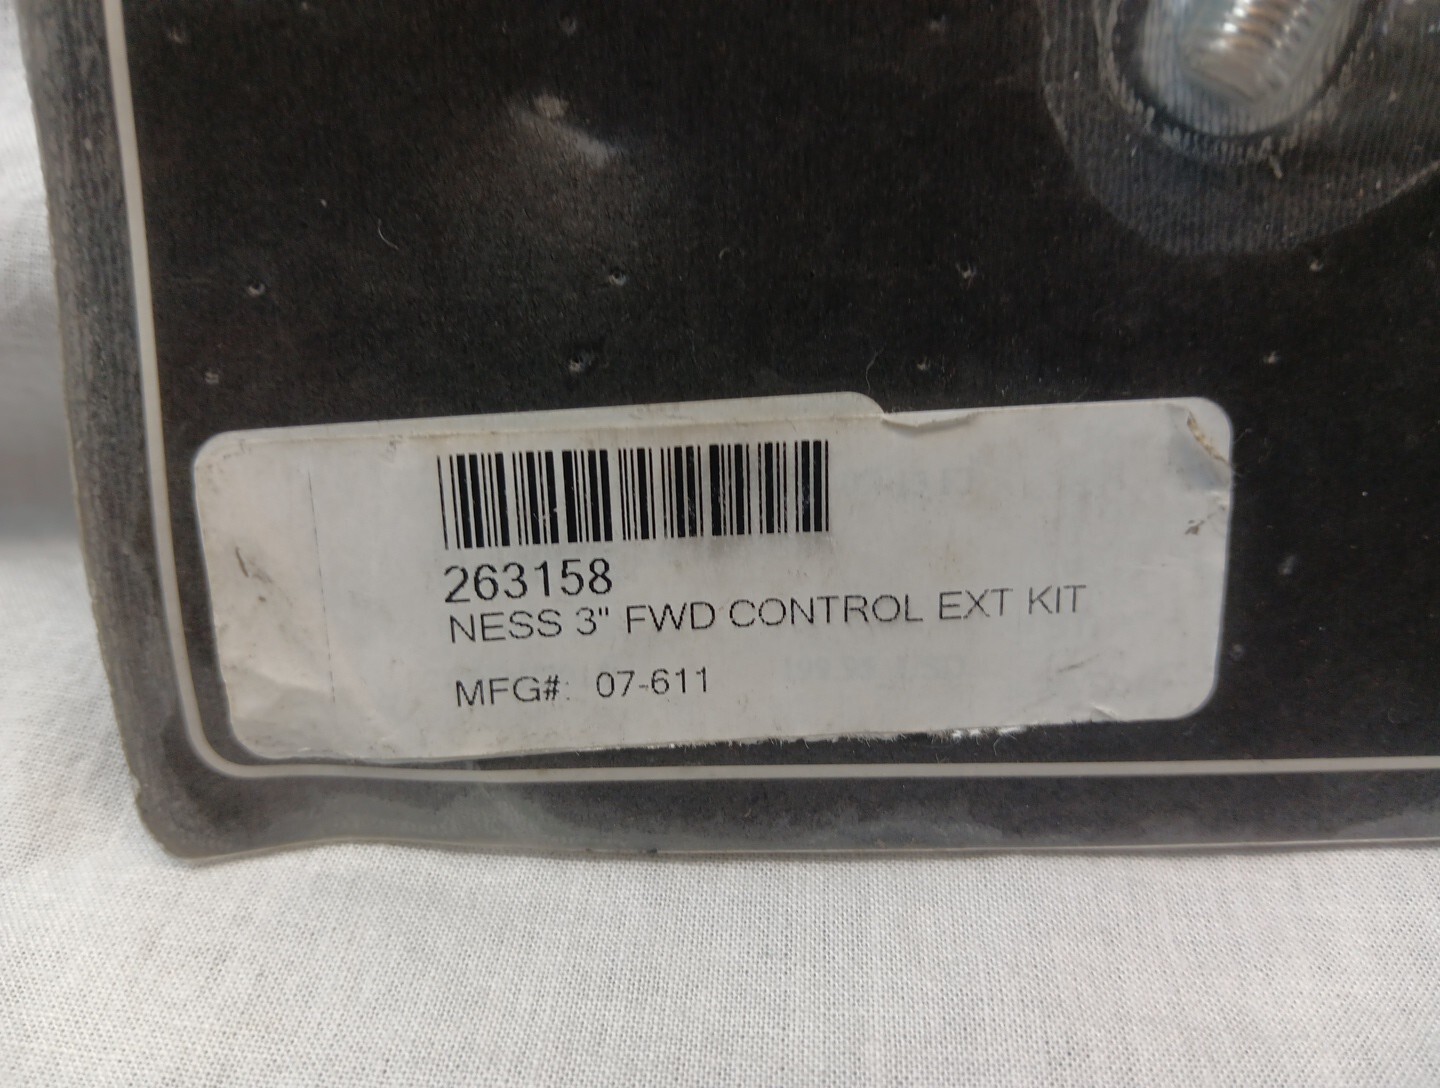 263158
NESS 3" FWD CONTROL EXT KIT
MFG#: 07-611